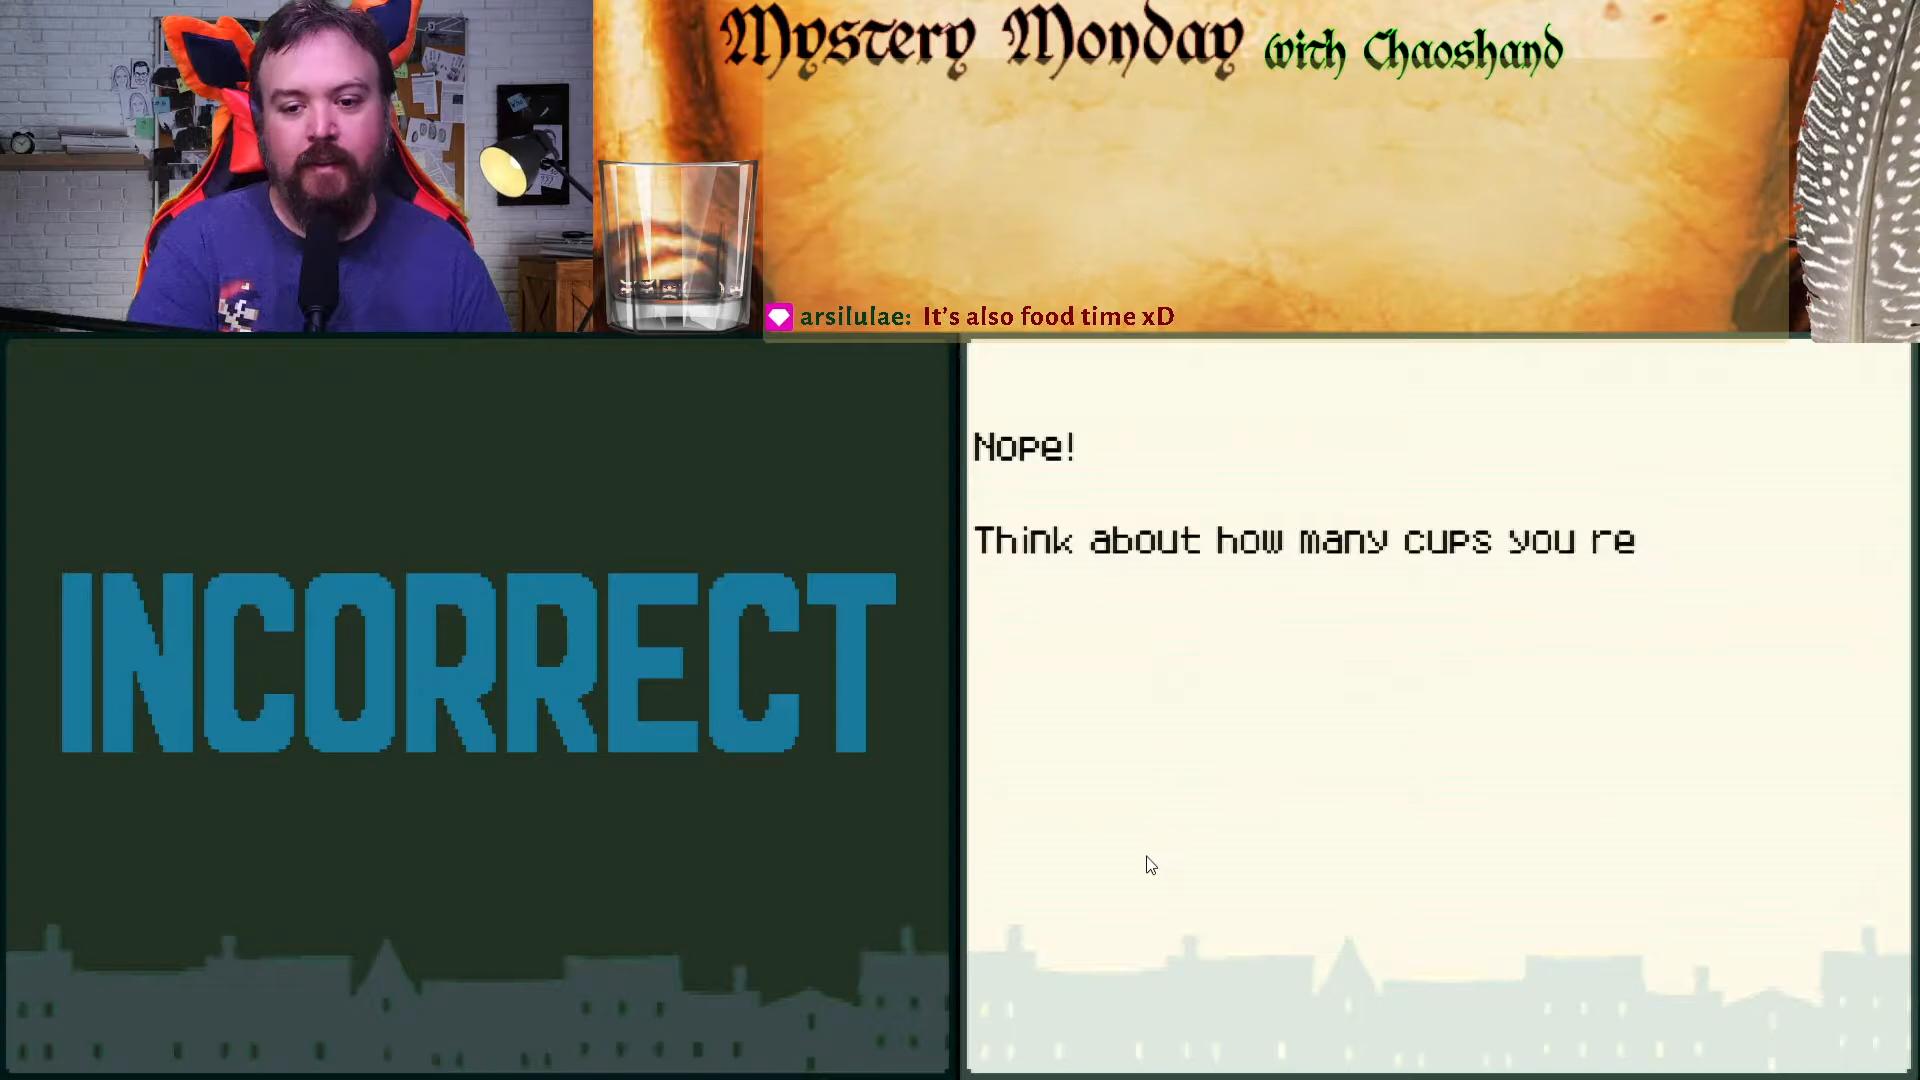 Mystery Monday with Chaoshand
arsilulae: It's also food time xD
INCORRECT
Nope!
Think about how many cups you re